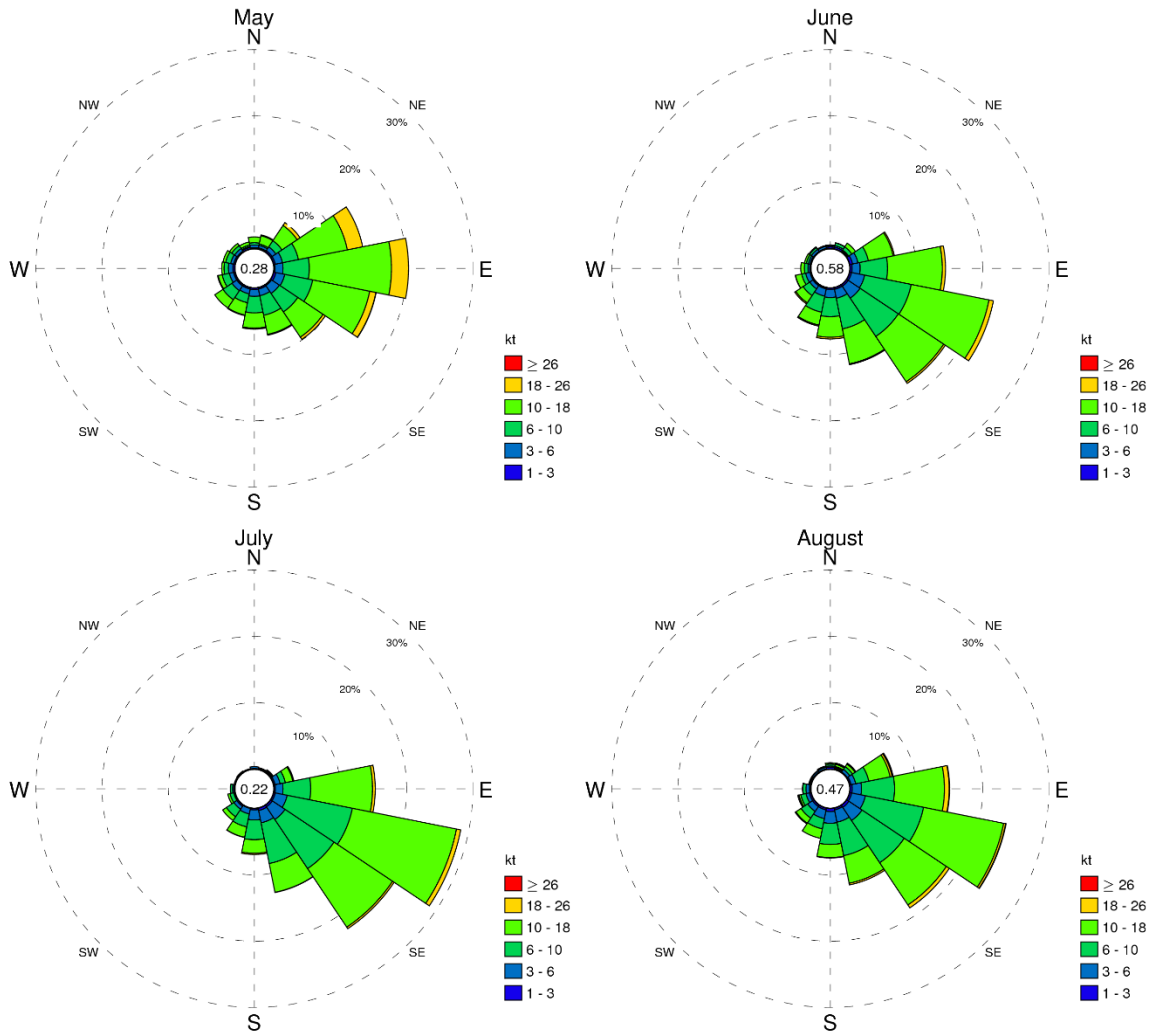 May
N
NW
NE
30%
20%
10%
W
0.28
E
kt
≥ 26
18 - 26
10 - 18
6 - 10
3 - 6
1 - 3
SW
SE
S
June
N
NW
NE
30%
20%
10%
W
0.58
E
kt
≥ 26
18 - 26
10 - 18
6 - 10
3 - 6
1 - 3
SW
SE
S
July
N
NW
NE
30%
20%
10%
W
0.22
E
kt
≥ 26
18 - 26
10 - 18
6 - 10
3 - 6
1 - 3
SW
SE
S
August
N
NW
NE
30%
20%
10%
W
0.47
E
kt
≥ 26
18 - 26
10 - 18
6 - 10
3 - 6
1 - 3
SW
SE
S